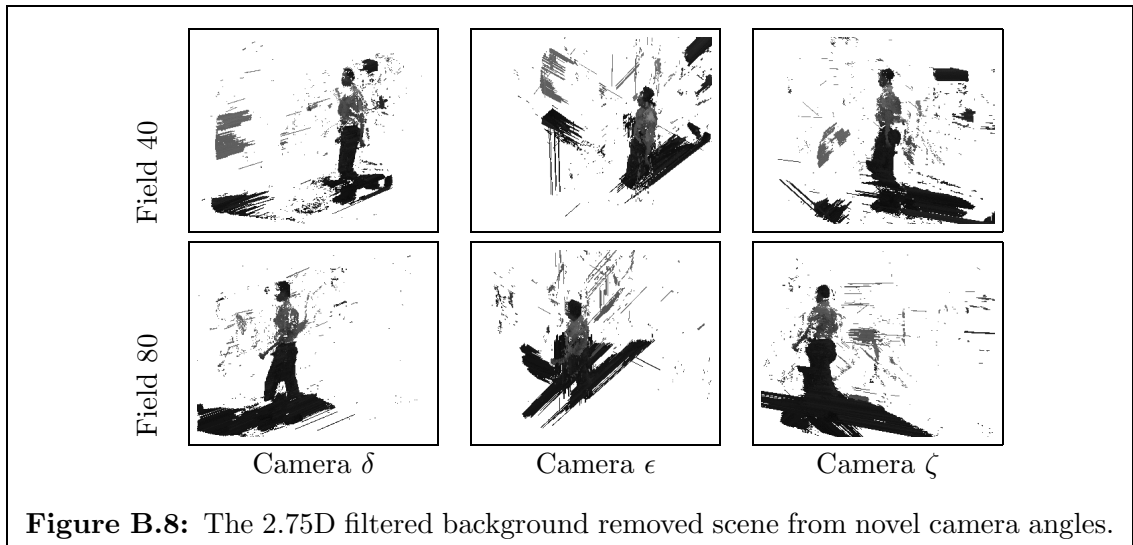 Field 40
Field 80
Camera δ
Camera ϵ
Camera ζ
Figure B.8: The 2.75D filtered background removed scene from novel camera angles.